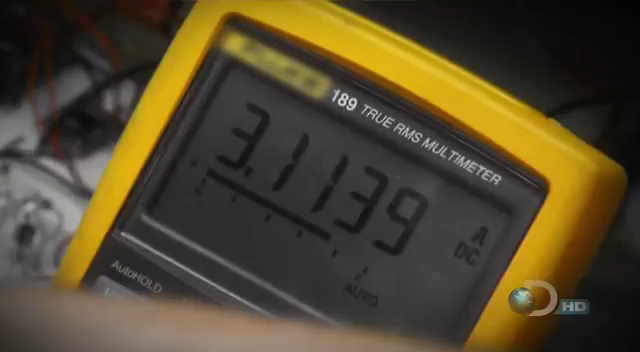 189 TRUE RMS MULTIMETER
3.1139
A
DC
AUTO
AutoHOLD
D HD